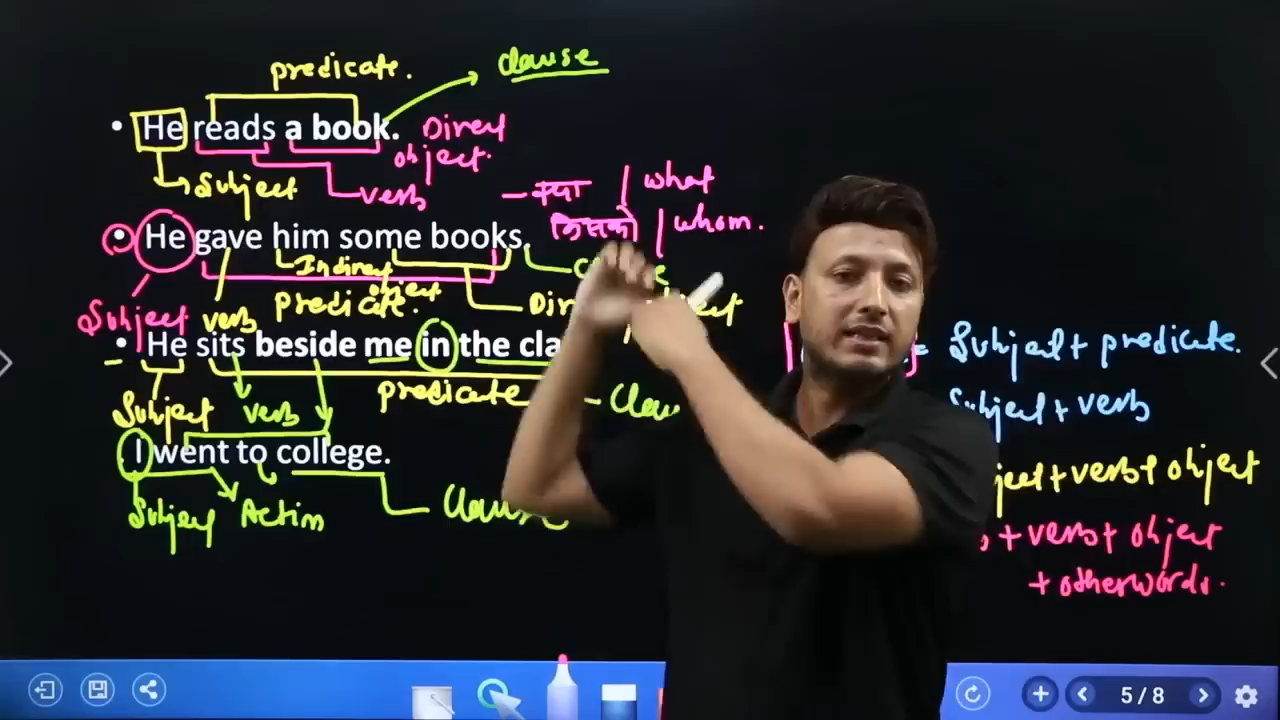 predicate.
clause
• He reads a book.
Direct
object.
Subject
verb
– क्या | what
किसको | whom.
• He gave him some books.
Indirect
object
predicate.
Subject
verb
• He sits beside me in the cla
= Subject + predicate.
predicate
Subject
verb
Subject + verb
I went to college.
Subject
Action
+ verb + object
+ verb + object
+ otherwords.
5 / 8